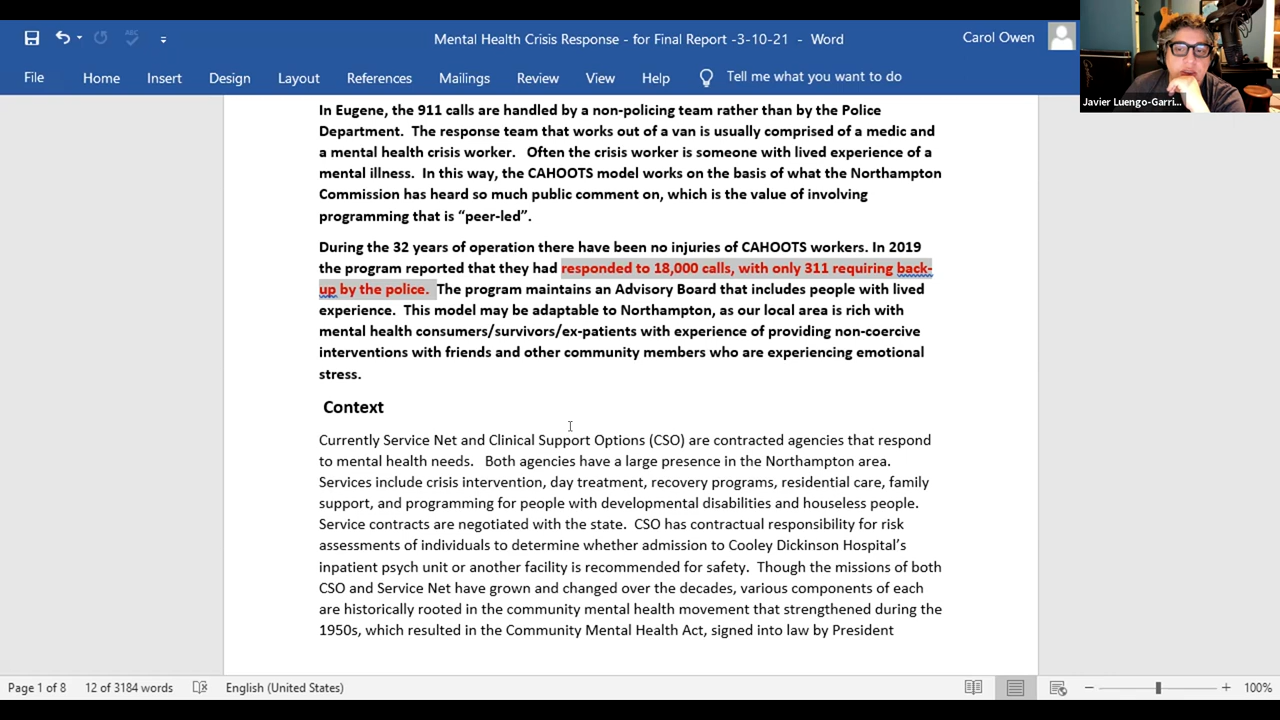 Mental Health Crisis Response - for Final Report -3-10-21 - Word
Carol Owen
File Home Insert Design Layout References Mailings Review View Help Tell me what you want to do
Javier Luengo-Garri...
In Eugene, the 911 calls are handled by a non-policing team rather than by the Police
Department. The response team that works out of a van is usually comprised of a medic and
a mental health crisis worker. Often the crisis worker is someone with lived experience of a
mental illness. In this way, the CAHOOTS model works on the basis of what the Northampton
Commission has heard so much public comment on, which is the value of involving
programming that is “peer-led”.
During the 32 years of operation there have been no injuries of CAHOOTS workers. In 2019
the program reported that they had responded to 18,000 calls, with only 311 requiring back-
up by the police. The program maintains an Advisory Board that includes people with lived
experience. This model may be adaptable to Northampton, as our local area is rich with
mental health consumers/survivors/ex-patients with experience of providing non-coercive
interventions with friends and other community members who are experiencing emotional
stress.
Context
Currently Service Net and Clinical Support Options (CSO) are contracted agencies that respond
to mental health needs. Both agencies have a large presence in the Northampton area.
Services include crisis intervention, day treatment, recovery programs, residential care, family
support, and programming for people with developmental disabilities and houseless people.
Service contracts are negotiated with the state. CSO has contractual responsibility for risk
assessments of individuals to determine whether admission to Cooley Dickinson Hospital’s
inpatient psych unit or another facility is recommended for safety. Though the missions of both
CSO and Service Net have grown and changed over the decades, various components of each
are historically rooted in the community mental health movement that strengthened during the
1950s, which resulted in the Community Mental Health Act, signed into law by President
Page 1 of 8 12 of 3184 words English (United States) 100%